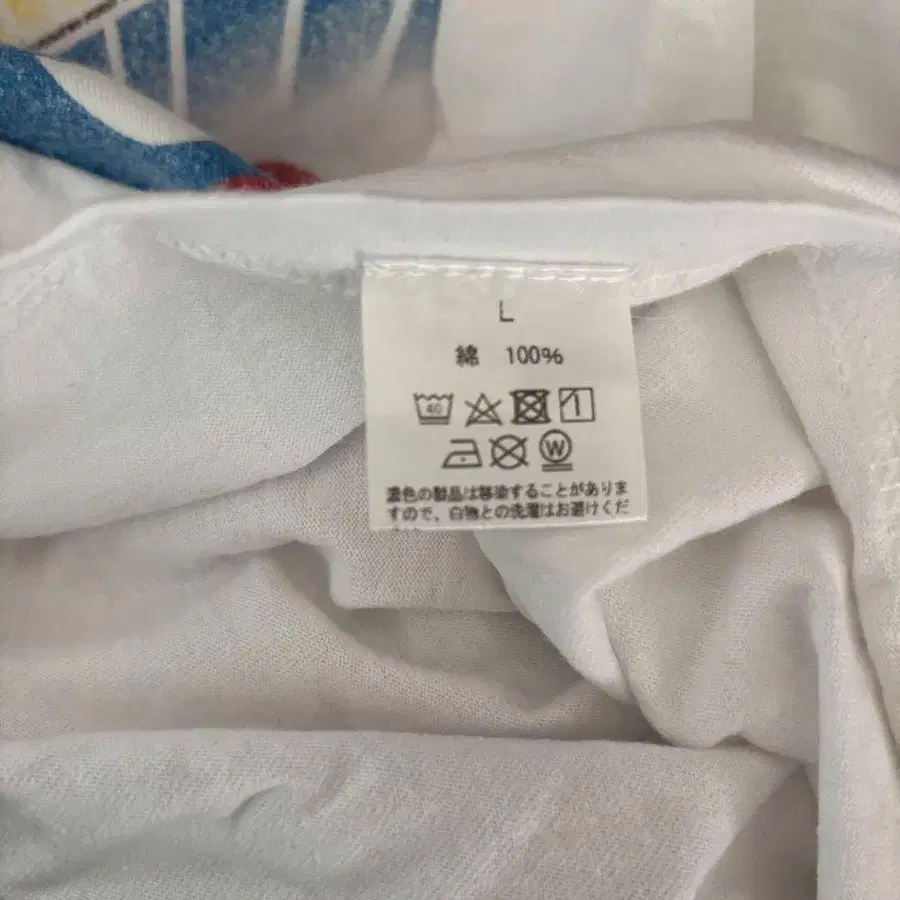 L
綿 100%
40
W
濃色の製品は移染することがありま
すので、白物との洗濯はお避けくだ